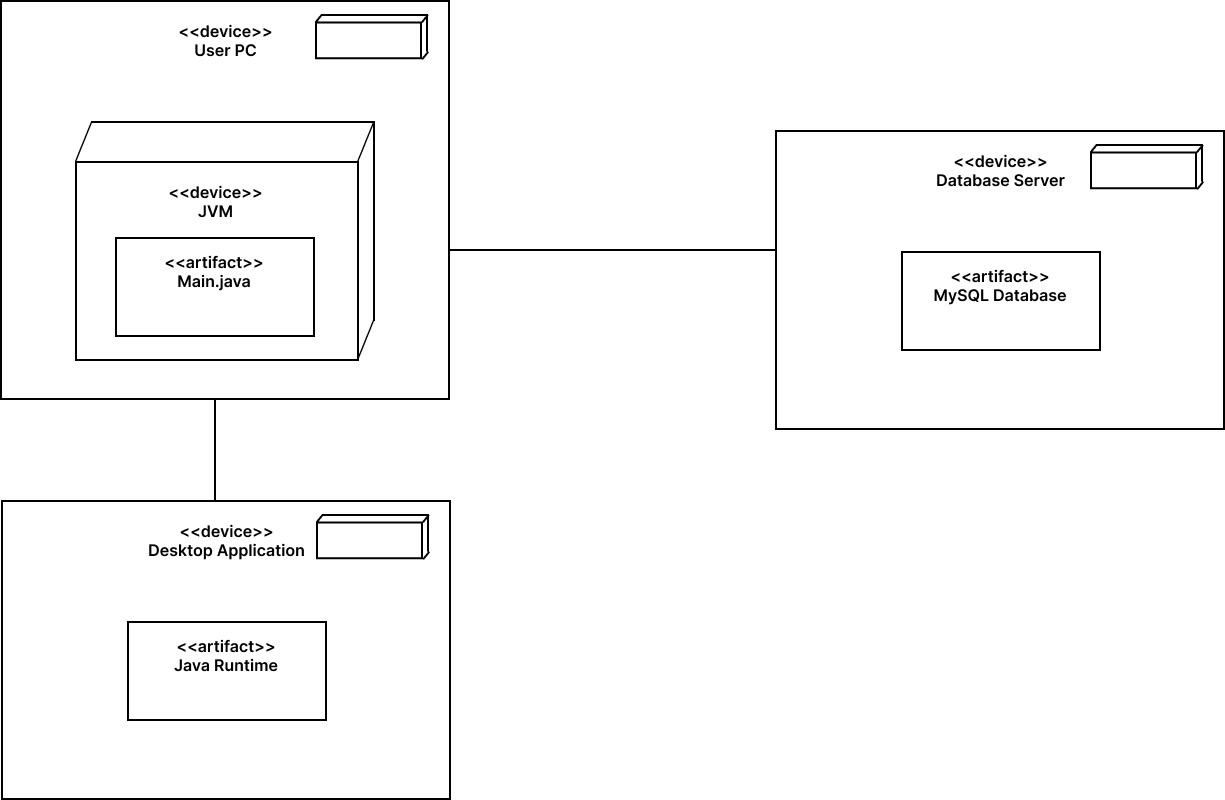 <<device>>
User PC
<<device>>
JVM
<<artifact>>
Main.java
<<device>>
Database Server
<<artifact>>
MySQL Database
<<device>>
Desktop Application
<<artifact>>
Java Runtime